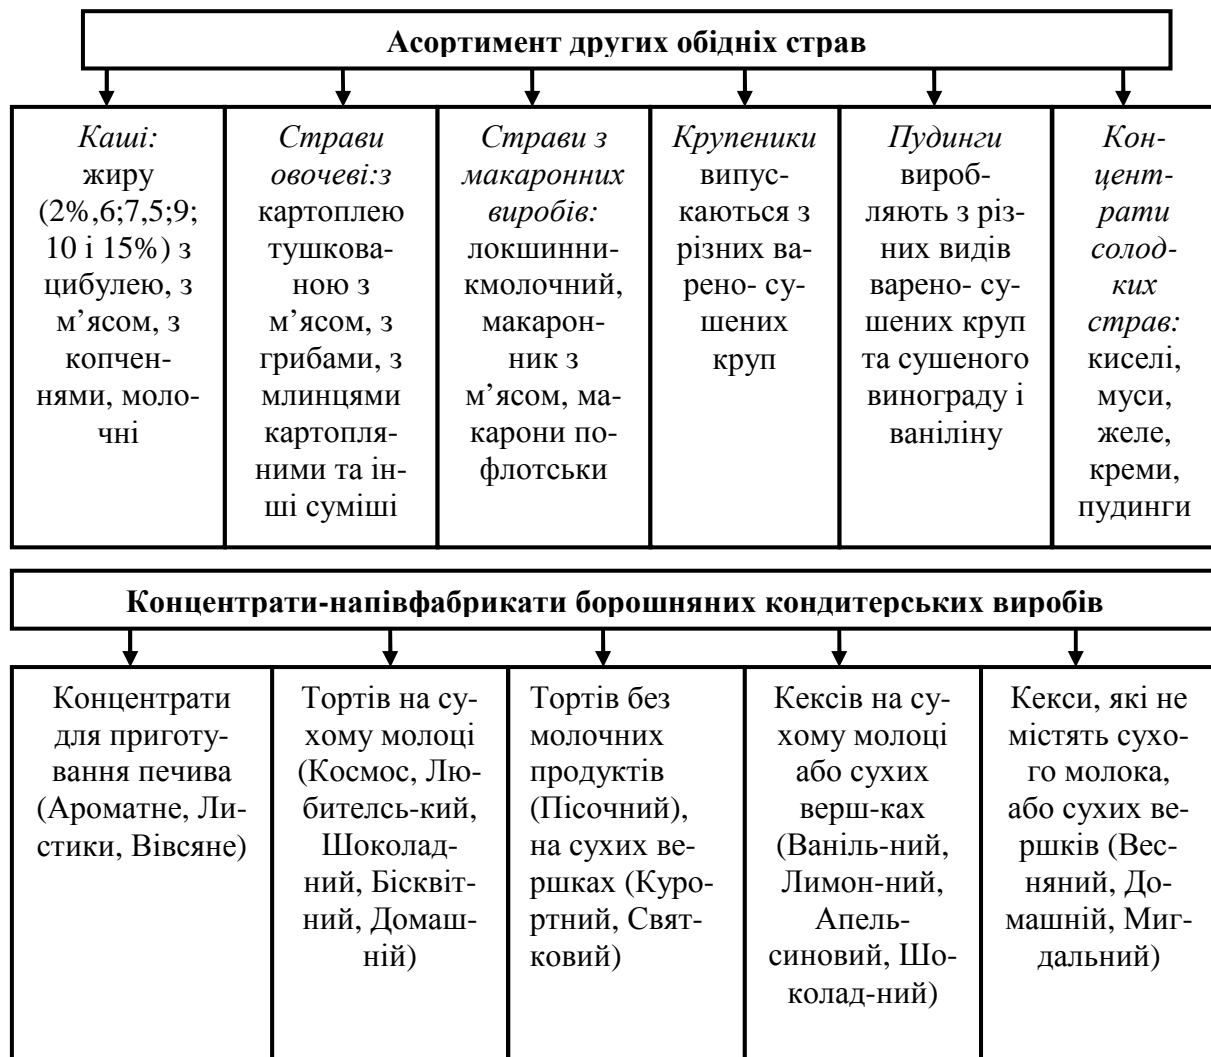 Асортимент других обідніх страв
Каші:
жиру
(2%,6;7,5;9;
10 і 15%) з
цибулею, з
м’ясом, з
копчен-
нями, моло-
чні
Страви
овочеві:з
картоплею
тушкова-
ною з
м’ясом, з
грибами, з
млинцями
картопля-
ними та ін-
ші суміші
Страви з
макаронних
виробів:
локшинни-
кмолочний,
макарон-
ник з
м’ясом, ма-
карони по-
флотськи
Крупеники
випус-
каються з
різних ва-
рено- су-
шених
круп
Пудинги
вироб-
ляють з різ-
них видів
варено- су-
шених круп
та сушеного
винограду і
ваніліну
Кон-
цент-
рати
солод-
ких
страв:
киселі,
муси,
желе,
креми,
пудинги
Концентрати-напівфабрикати борошняних кондитерських виробів
Концентрати
для приготу-
вання печива
(Ароматне, Ли-
стики, Вівсяне)
Тортів на су-
хому молоці
(Космос, Лю-
бителсь-кий,
Шоколад-
ний, Бісквіт-
ний, Домаш-
ній)
Тортів без
молочних
продуктів
(Пісочний),
на сухих ве-
ршках (Куро-
ртний, Свят-
ковий)
Кексів на су-
хому молоці
або сухих
верш-ках
(Ваніль-ний,
Лимон-ний,
Апель-
синовий, Шо-
колад-ний)
Кекси, які не
містять сухо-
го молока,
або сухих ве-
ршків (Вес-
няний, До-
машній, Миг-
дальний)